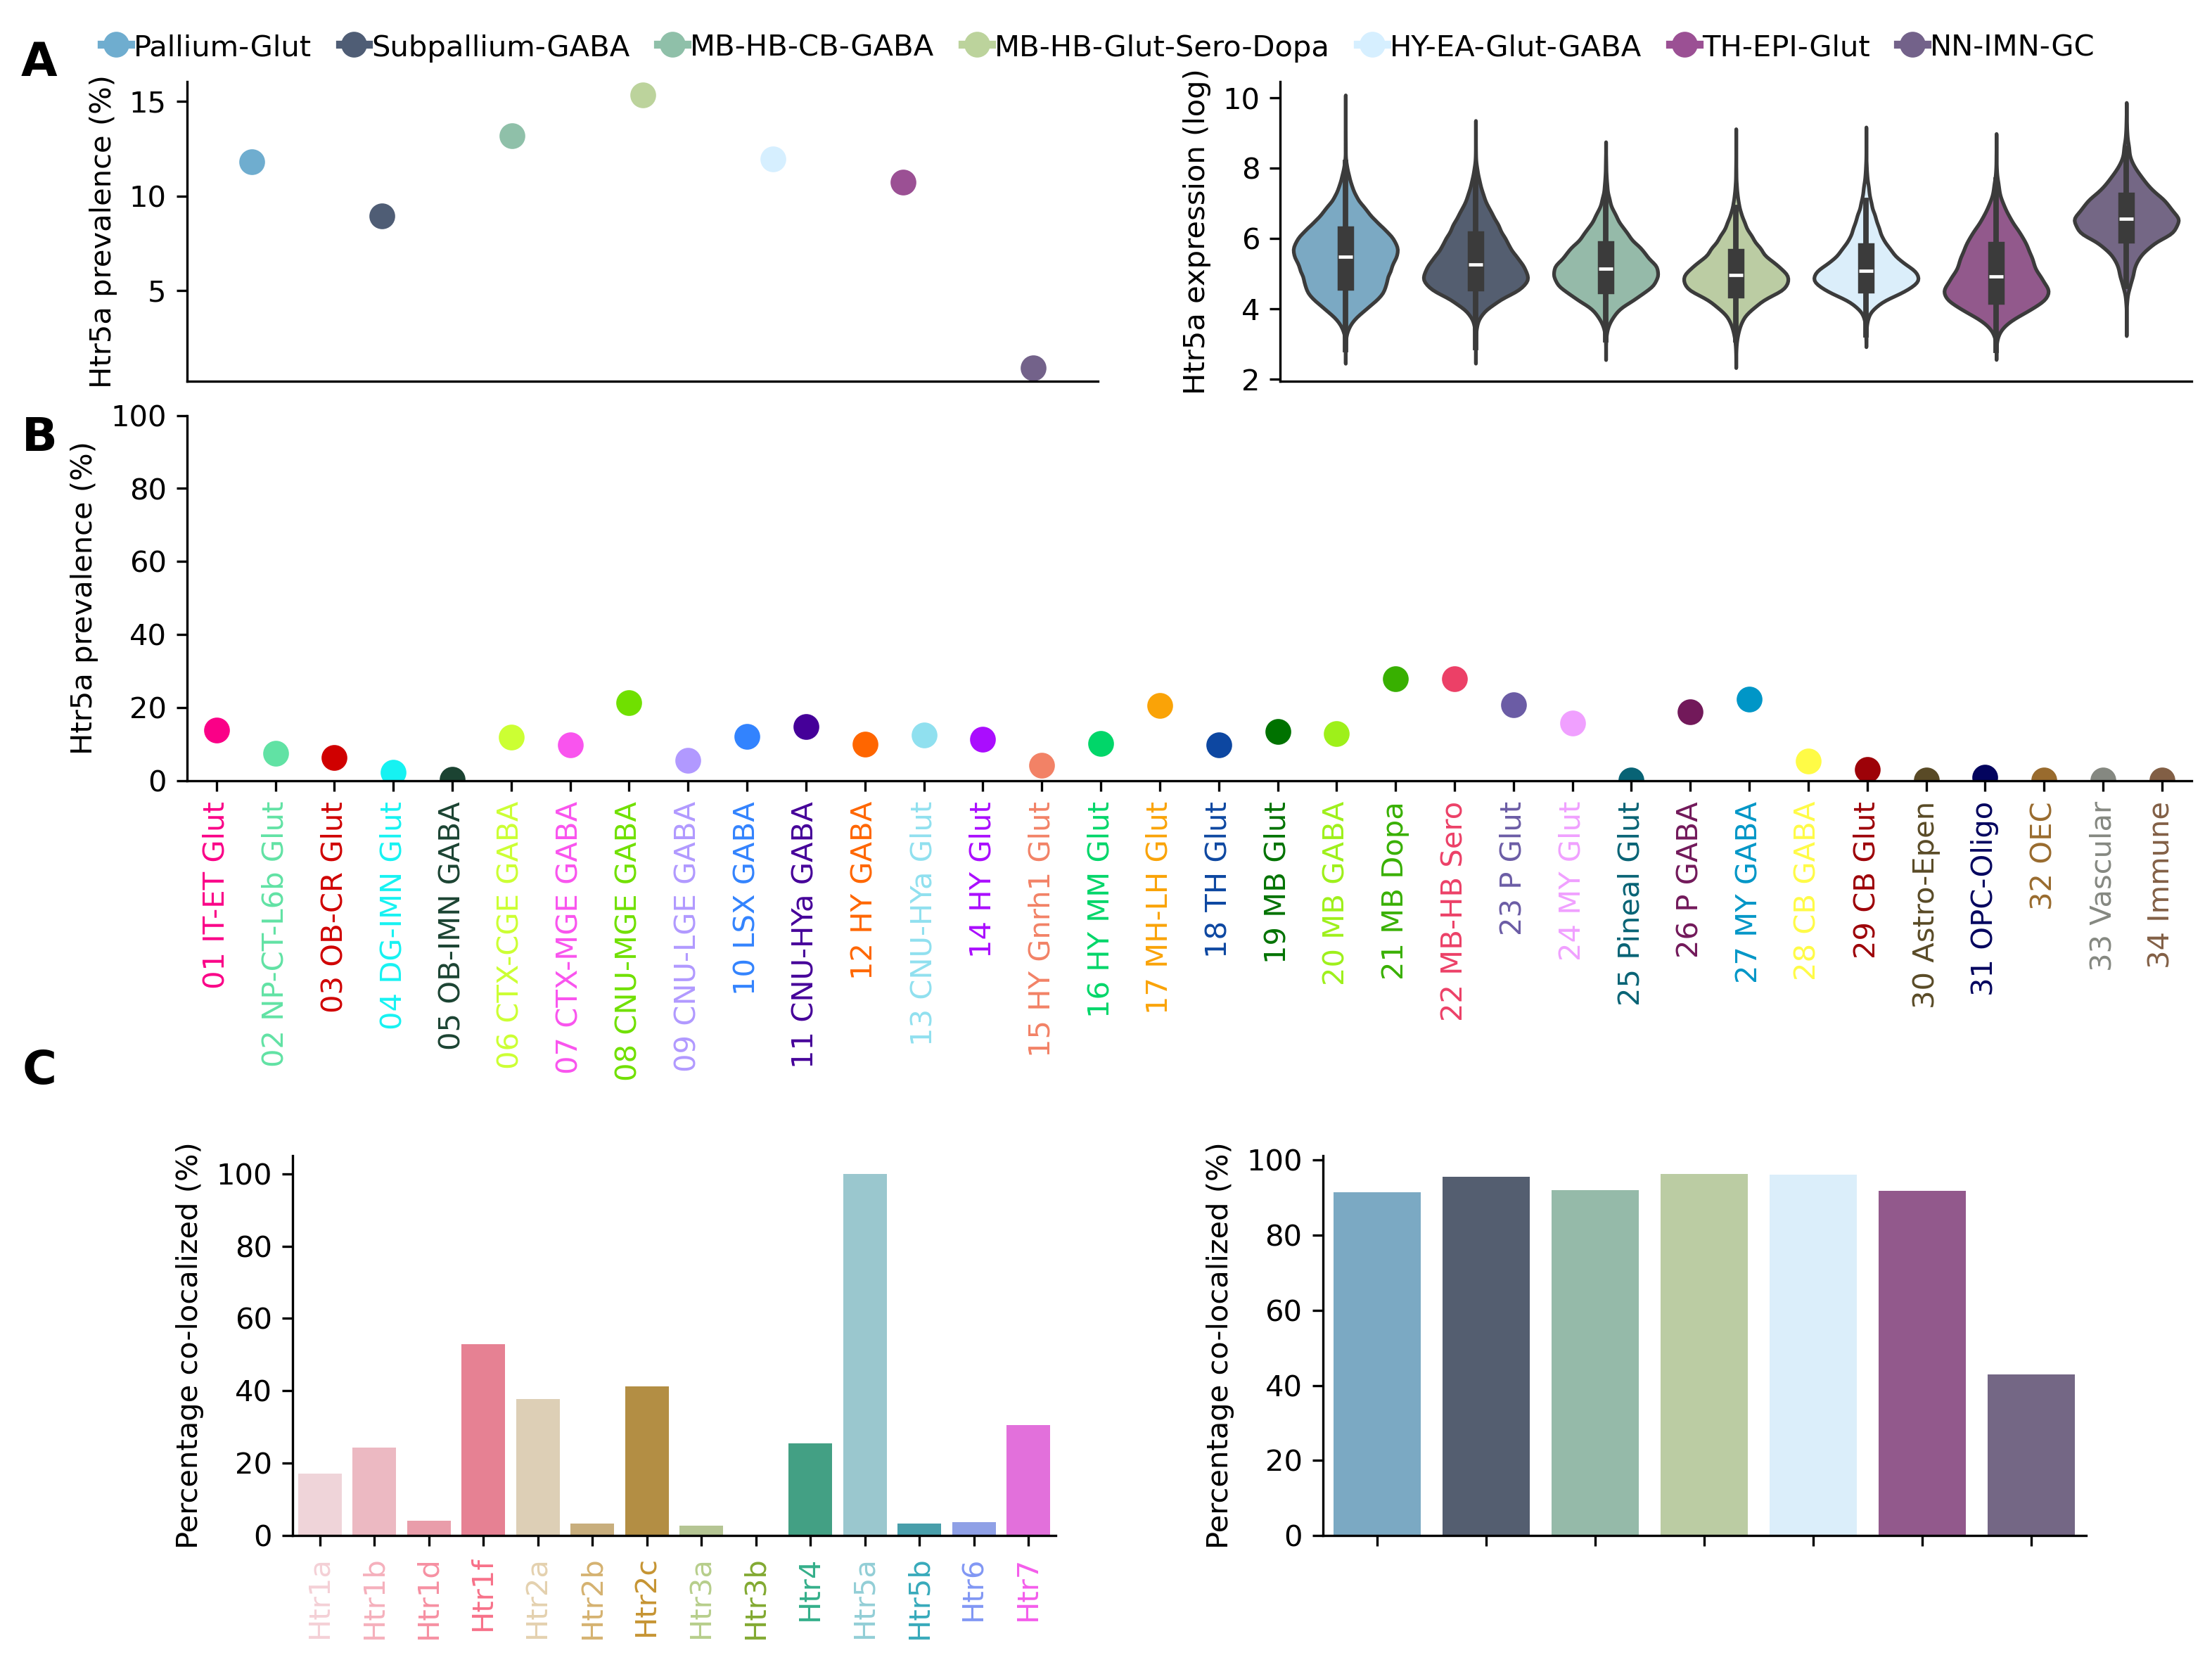 A
Pallium-Glut Subpallium-GABA MB-HB-CB-GABA MB-HB-Glut-Sero-Dopa HY-EA-Glut-GABA TH-EPI-Glut NN-IMN-GC
Htr5a prevalence (%)
15
10
5
Htr5a expression (log)
10
8
6
4
2
B
Htr5a prevalence (%)
100
80
60
40
20
0
01 IT-ET Glut
02 NP-CT-L6b Glut
03 OB-CR Glut
04 DG-IMN Glut
05 OB-IMN GABA
06 CTX-CGE GABA
07 CTX-MGE GABA
08 CNU-MGE GABA
09 CNU-LGE GABA
10 LSX GABA
11 CNU-HYa GABA
12 HY GABA
13 CNU-HYa Glut
14 HY Glut
15 HY Gnrh1 Glut
16 HY MM Glut
17 MH-LH Glut
18 TH Glut
19 MB Glut
20 MB GABA
21 MB Dopa
22 MB-HB Sero
23 P Glut
24 MY Glut
25 Pineal Glut
26 P GABA
27 MY GABA
28 CB GABA
29 CB Glut
30 Astro-Epen
31 OPC-Oligo
32 OEC
33 Vascular
34 Immune
C
Percentage co-localized (%)
100
80
60
40
20
0
Htr1a
Htr1b
Htr1d
Htr1f
Htr2a
Htr2b
Htr2c
Htr3a
Htr3b
Htr4
Htr5a
Htr5b
Htr6
Htr7
Percentage co-localized (%)
100
80
60
40
20
0